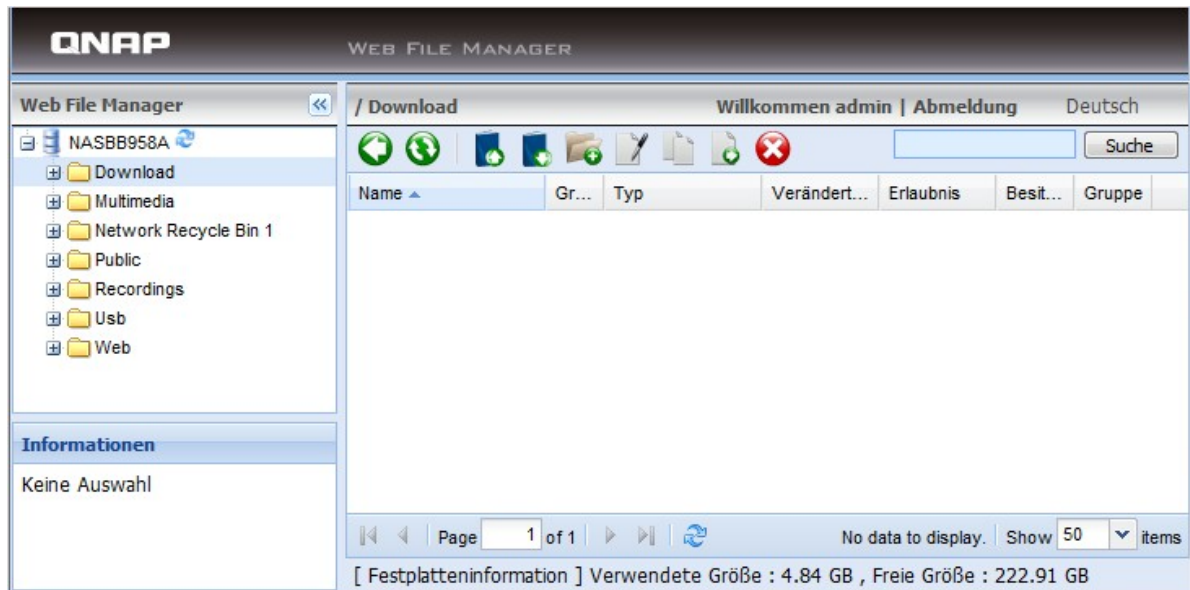 QNAP
WEB FILE MANAGER
Web File Manager
/ Download
Willkommen admin | Abmeldung
Deutsch
NASBB958A
Download
Multimedia
Network Recycle Bin 1
Public
Recordings
Usb
Web
Suche
Name
Gr...
Typ
Verändert...
Erlaubnis
Besit...
Gruppe
Informationen
Keine Auswahl
Page 1 of 1
No data to display.
Show 50 items
[ Festplatteninformation ] Verwendete Größe : 4.84 GB , Freie Größe : 222.91 GB